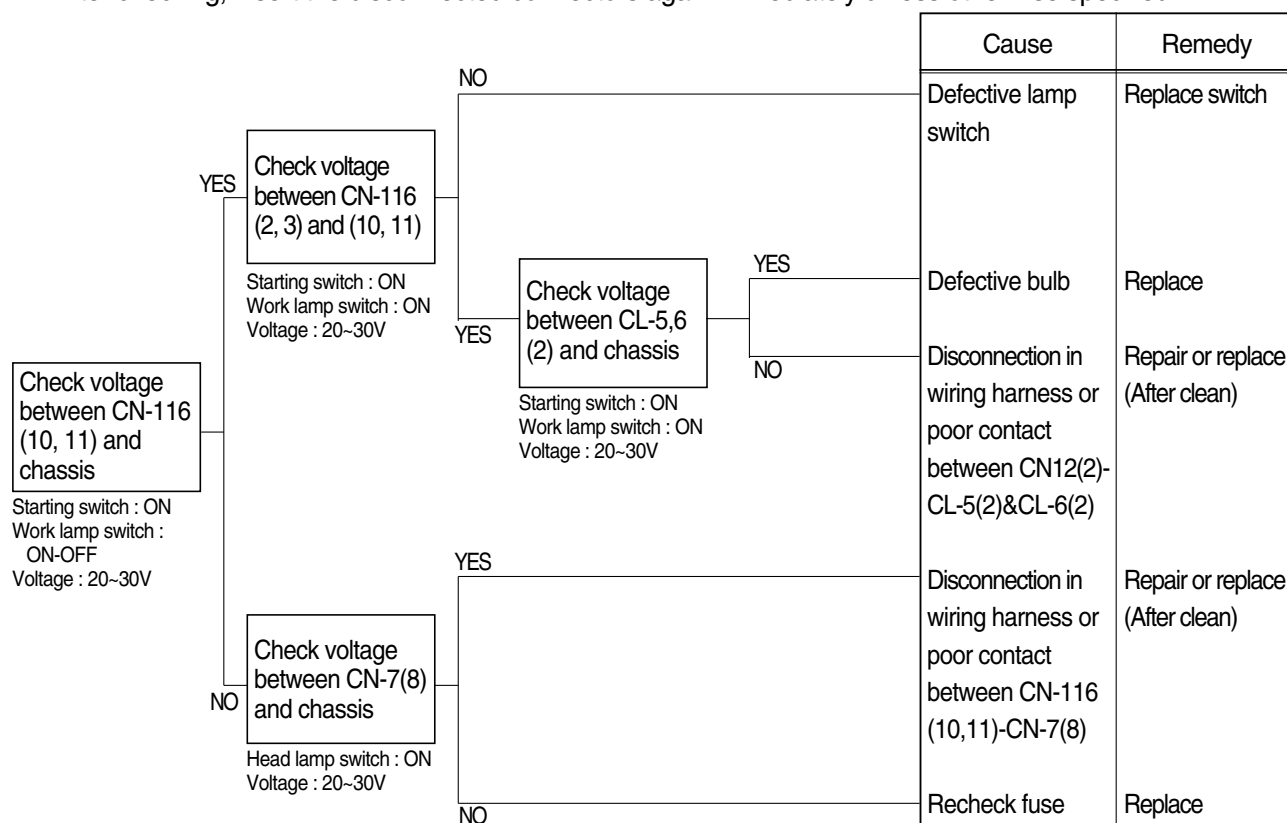 Cause
Remedy
NO
Defective lamp
switch
Replace switch
Check voltage
between CN-116
(2, 3) and (10, 11)
YES
Starting switch : ON
Work lamp switch : ON
Voltage : 20~30V
YES
Check voltage
between CL-5,6
(2) and chassis
Starting switch : ON
Work lamp switch : ON
Voltage : 20~30V
YES
Defective bulb
Replace
NO
Disconnection in
wiring harness or
poor contact
between CN12(2)-
CL-5(2)&CL-6(2)
Repair or replace
(After clean)
Check voltage
between CN-116
(10, 11) and
chassis
Starting switch : ON
Work lamp switch :
ON-OFF
Voltage : 20~30V
YES
Disconnection in
wiring harness or
poor contact
between CN-116
(10,11)-CN-7(8)
Repair or replace
(After clean)
NO
Check voltage
between CN-7(8)
and chassis
Head lamp switch : ON
Voltage : 20~30V
NO
Recheck fuse
Replace